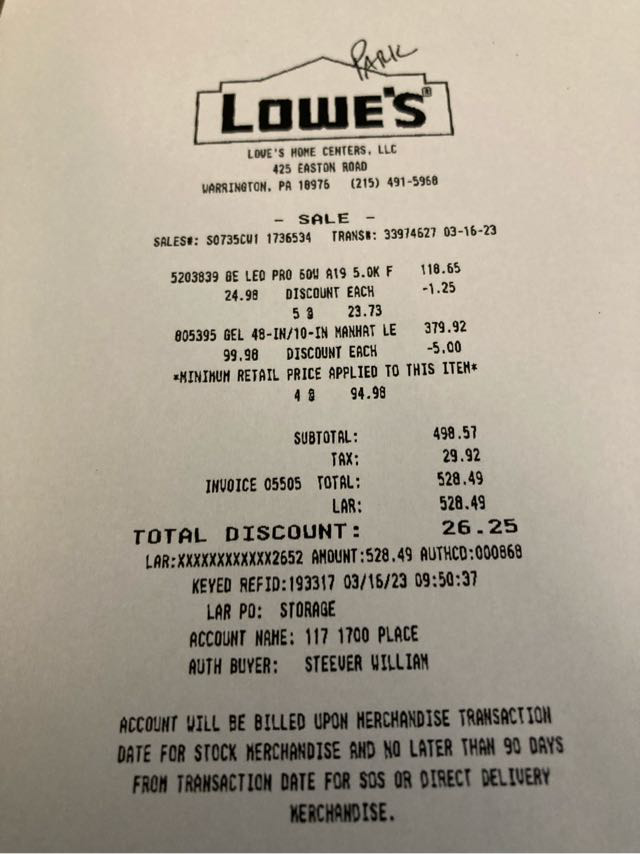 PARK
LOWE'S®
LOWE'S HOME CENTERS, LLC
425 EASTON ROAD
WARRINGTON, PA 18976 (215) 491-5960
- SALE -
SALES#: S0735CW1 1736534 TRANS#: 33974627 03-16-23
5203839 GE LED PRO 60W A19 5.0K F 118.65
24.98 DISCOUNT EACH -1.25
5 @ 23.73
805395 GEL 48-IN/10-IN MANHAT LE 379.92
99.98 DISCOUNT EACH -5.00
*MINIMUM RETAIL PRICE APPLIED TO THIS ITEM*
4 @ 94.98
SUBTOTAL: 498.57
TAX: 29.92
INVOICE 05505 TOTAL: 528.49
LAR: 528.49
TOTAL DISCOUNT: 26.25
LAR:XXXXXXXXXXXX2652 AMOUNT:528.49 AUTHCD:000868
KEYED REFID:193317 03/16/23 09:50:37
LAR PO: STORAGE
ACCOUNT NAME: 117 1700 PLACE
AUTH BUYER: STEEVER WILLIAM
ACCOUNT WILL BE BILLED UPON MERCHANDISE TRANSACTION
DATE FOR STOCK MERCHANDISE AND NO LATER THAN 90 DAYS
FROM TRANSACTION DATE FOR SOS OR DIRECT DELIVERY
MERCHANDISE.